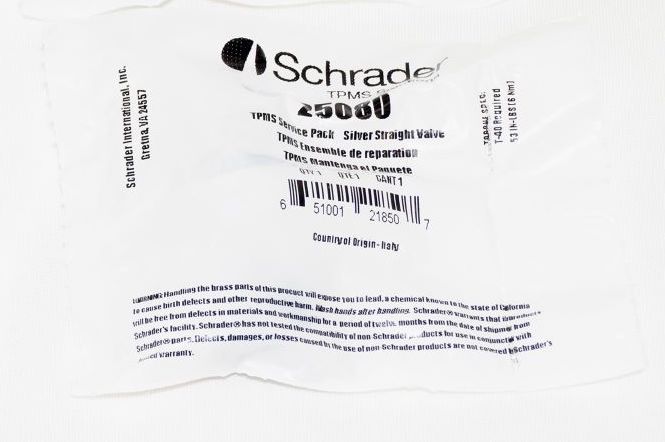 Schrader
TPMS
25080
TPMS Service Pack Silver Straight Valve
TPMS Ensemble de reparation
TPMS Mantenga el Paquete
QTY 1 QTE 1 CANT 1
6 51001 21850 7
Country of Origin - Italy
Schrader International, Inc.
Gretna, VA 24557
TORQUE SPEC:
T-40 Required
53 IN-LBS (6 Nm)
WARNING: Handling the brass parts of this product will expose you to lead, a chemical known to the state of California
to cause birth defects and other reproductive harm. Wash hands after handling. Schrader® warrants that its products
will be free from defects in materials and workmanship for a period of twelve months from the date of shipment from
Schrader's facility. Schrader® has not tested the compatibility of non-Schrader products for use in conjunction with
Schrader® parts. Defects, damages, or losses caused by the use of non-Schrader products are not covered by Schrader's
warranty.